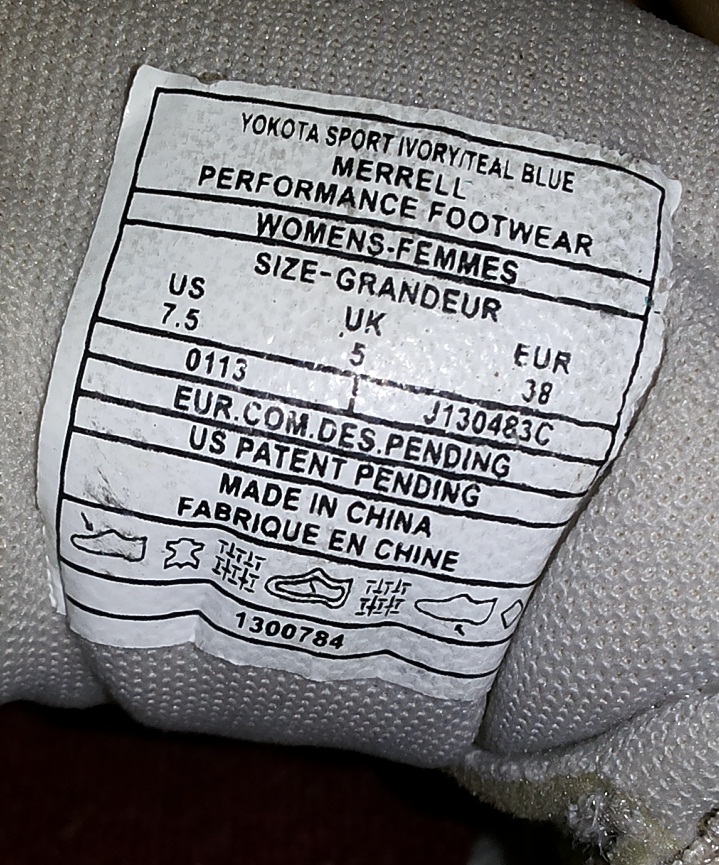 YOKOTA SPORT IVORY/TEAL BLUE
MERRELL
PERFORMANCE FOOTWEAR
WOMENS-FEMMES
SIZE-GRANDEUR
US UK EUR
7.5 5 38
0113 J130483C
EUR.COM.DES.PENDING
US PATENT PENDING
MADE IN CHINA
FABRIQUE EN CHINE
1300784